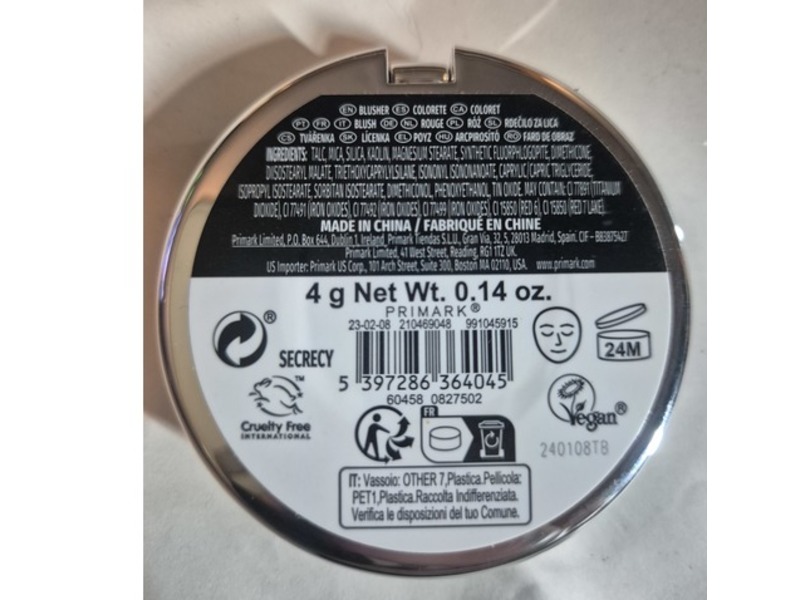 EN BLUSHER ES COLORETE CA COLORET
PT FR IT BLUSH DE NL ROUGE PL RÓŻ SL RDEČILO ZA LICA
CS TVÁŘENKA SK LÍCENKA EL ΡΟΥΖ HU ARCPIROSÍTÓ RO FARD DE OBRAZ
INGREDIENTS: TALC, MICA, SILICA, KAOLIN, MAGNESIUM STEARATE, SYNTHETIC FLUORPHLOGOPITE, DIMETHICONE,
DIISOSTEARYL MALATE, TRIETHOXYCAPRYLYLSILANE, ISONONYL ISONONANOATE, CAPRYLIC/CAPRIC TRIGLYCERIDE,
ISOPROPYL ISOSTEARATE, SORBITAN ISOSTEARATE, DIMETHICONOL, PHENOXYETHANOL, TIN OXIDE. MAY CONTAIN: CI 77891 (TITANIUM
DIOXIDE), CI 77491 (IRON OXIDES), CI 77492 (IRON OXIDES), CI 77499 (IRON OXIDES), CI 15850 (RED 6), CI 15850 (RED 7 LAKE).
MADE IN CHINA / FABRIQUÉ EN CHINE
Primark Limited, P.O. Box 644, Dublin 1, Ireland. Primark Tiendas S.L.U., Gran Via, 32, 5, 28013 Madrid, Spain. CIF – B83875427
Primark Limited, 41 West Street, Reading, RG1 1TZ UK.
US Importer: Primark US Corp., 101 Arch Street, Suite 300, Boston MA 02110, USA. www.primark.com
4 g Net Wt. 0.14 oz.
PRIMARK®
23-02-08 210469048 991045915
®
SECRECY
24M
5 397286 364045
60458 0827502
TM
Cruelty Free
INTERNATIONAL
FR
Vegan®
240108TB
IT: Vassoio: OTHER 7,Plastica.Pellicola:
PET1,Plastica.Raccolta Indifferenziata.
Verifica le disposizioni del tuo Comune.